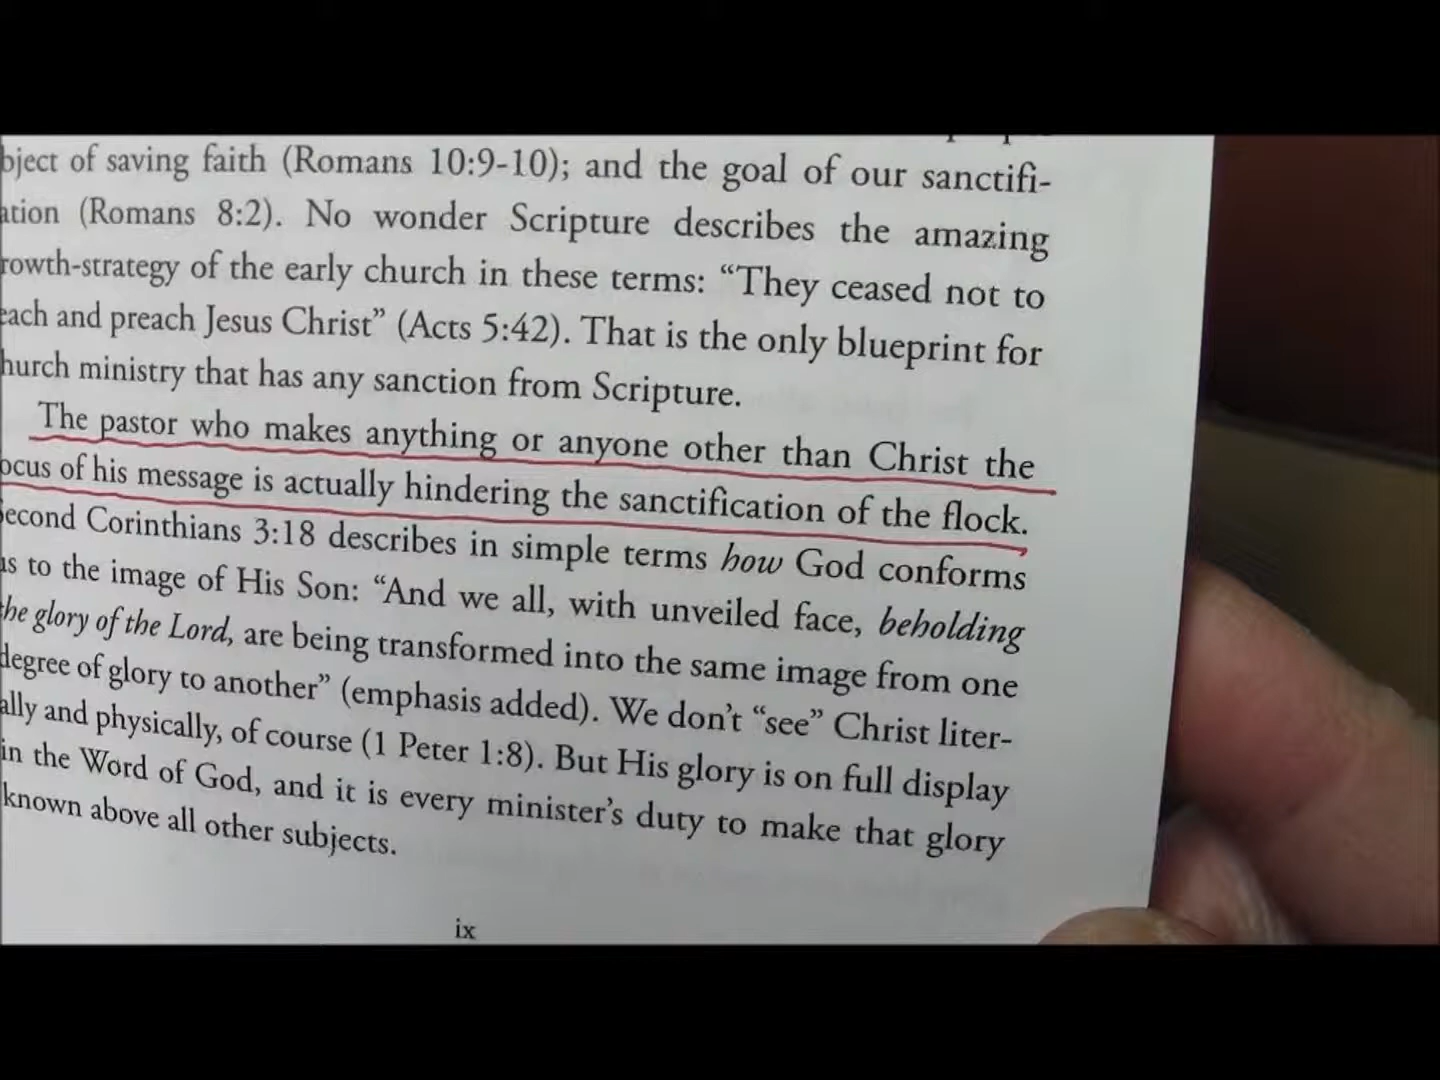 bject of saving faith (Romans 10:9-10); and the goal of our sanctifi-
ation (Romans 8:2). No wonder Scripture describes the amazing
rowth-strategy of the early church in these terms: “They ceased not to
each and preach Jesus Christ” (Acts 5:42). That is the only blueprint for
hurch ministry that has any sanction from Scripture.
The pastor who makes anything or anyone other than Christ the
ocus of his message is actually hindering the sanctification of the flock.
Second Corinthians 3:18 describes in simple terms how God conforms
us to the image of His Son: “And we all, with unveiled face, beholding
the glory of the Lord, are being transformed into the same image from one
degree of glory to another” (emphasis added). We don’t “see” Christ liter-
ally and physically, of course (1 Peter 1:8). But His glory is on full display
in the Word of God, and it is every minister’s duty to make that glory
known above all other subjects.
ix